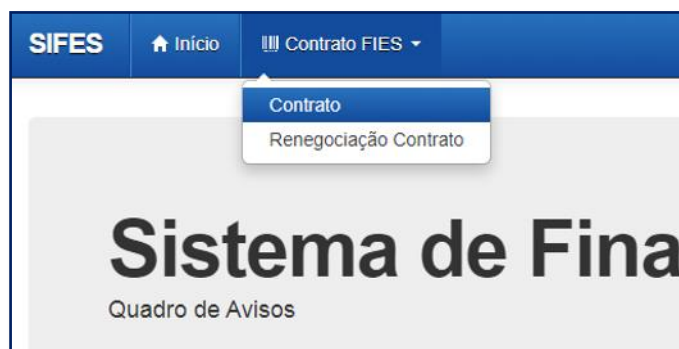 SIFES Início Contrato FIES
Contrato
Renegociação Contrato
Sistema de Fina
Quadro de Avisos